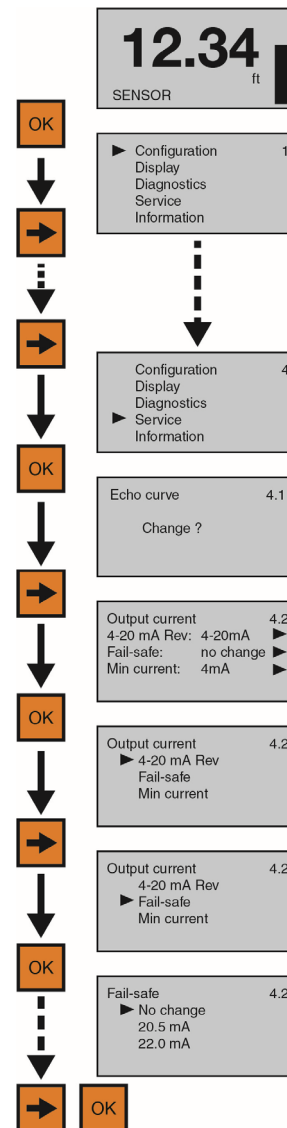 12.34
ft
SENSOR
OK
Configuration 1
Display
Diagnostics
Service
Information
Configuration 4
Display
Diagnostics
Service
Information
OK
Echo curve 4.1
Change ?
Output current 4.2
4-20 mA Rev: 4-20mA
Fail-safe: no change
Min current: 4mA
OK
Output current 4.2
4-20 mA Rev
Fail-safe
Min current
Output current 4.2
4-20 mA Rev
Fail-safe
Min current
OK
Fail-safe 4.2
No change
20.5 mA
22.0 mA
OK